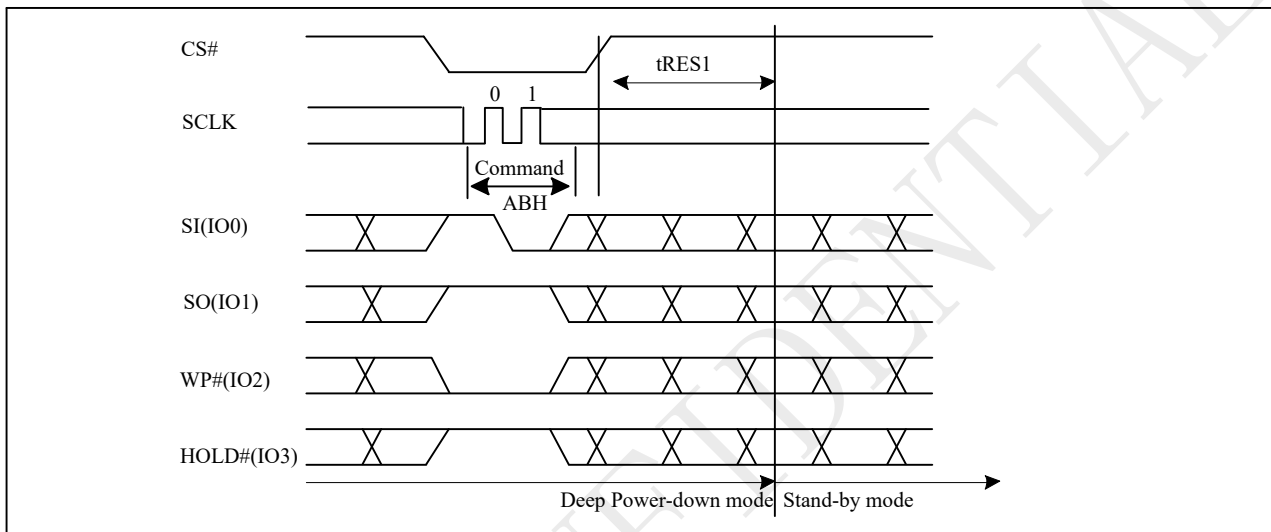 CS#
tRES1
0 1
SCLK
Command
ABH
SI(IO0)
SO(IO1)
WP#(IO2)
HOLD#(IO3)
Deep Power-down mode Stand-by mode